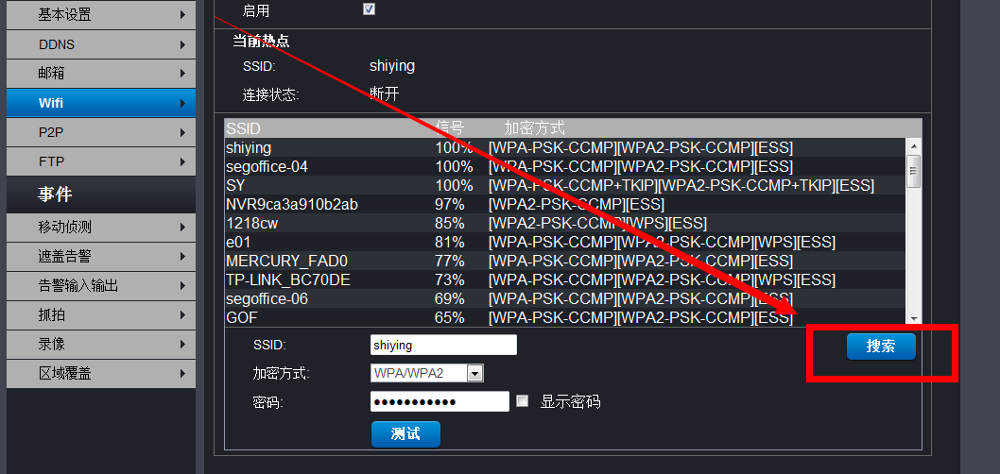 基本设置
DDNS
邮箱
Wifi
P2P
FTP
事件
移动侦测
遮盖告警
告警输入输出
抓拍
录像
区域覆盖
启用
当前热点
SSID: shiying
连接状态: 断开
SSID 信号 加密方式
shiying 100% [WPA-PSK-CCMP][WPA2-PSK-CCMP][ESS]
segoffice-04 100% [WPA-PSK-CCMP][WPA2-PSK-CCMP][ESS]
SY 100% [WPA-PSK-CCMP+TKIP][WPA2-PSK-CCMP+TKIP][ESS]
NVR9ca3a910b2ab 97% [WPA2-PSK-CCMP][ESS]
1218cw 85% [WPA2-PSK-CCMP][WPS][ESS]
e01 81% [WPA-PSK-CCMP][WPA2-PSK-CCMP][WPS][ESS]
MERCURY_FAD0 77% [WPA-PSK-CCMP][WPA2-PSK-CCMP][ESS]
TP-LINK_BC70DE 73% [WPA-PSK-CCMP][WPA2-PSK-CCMP][WPS][ESS]
segoffice-06 69% [WPA-PSK-CCMP][WPA2-PSK-CCMP][ESS]
GOF 65% [WPA-PSK-CCMP][WPA2-PSK-CCMP][ESS]
搜索
SSID: shiying
加密方式: WPA/WPA2
密码: ●●●●●●●●●●● 显示密码
测试